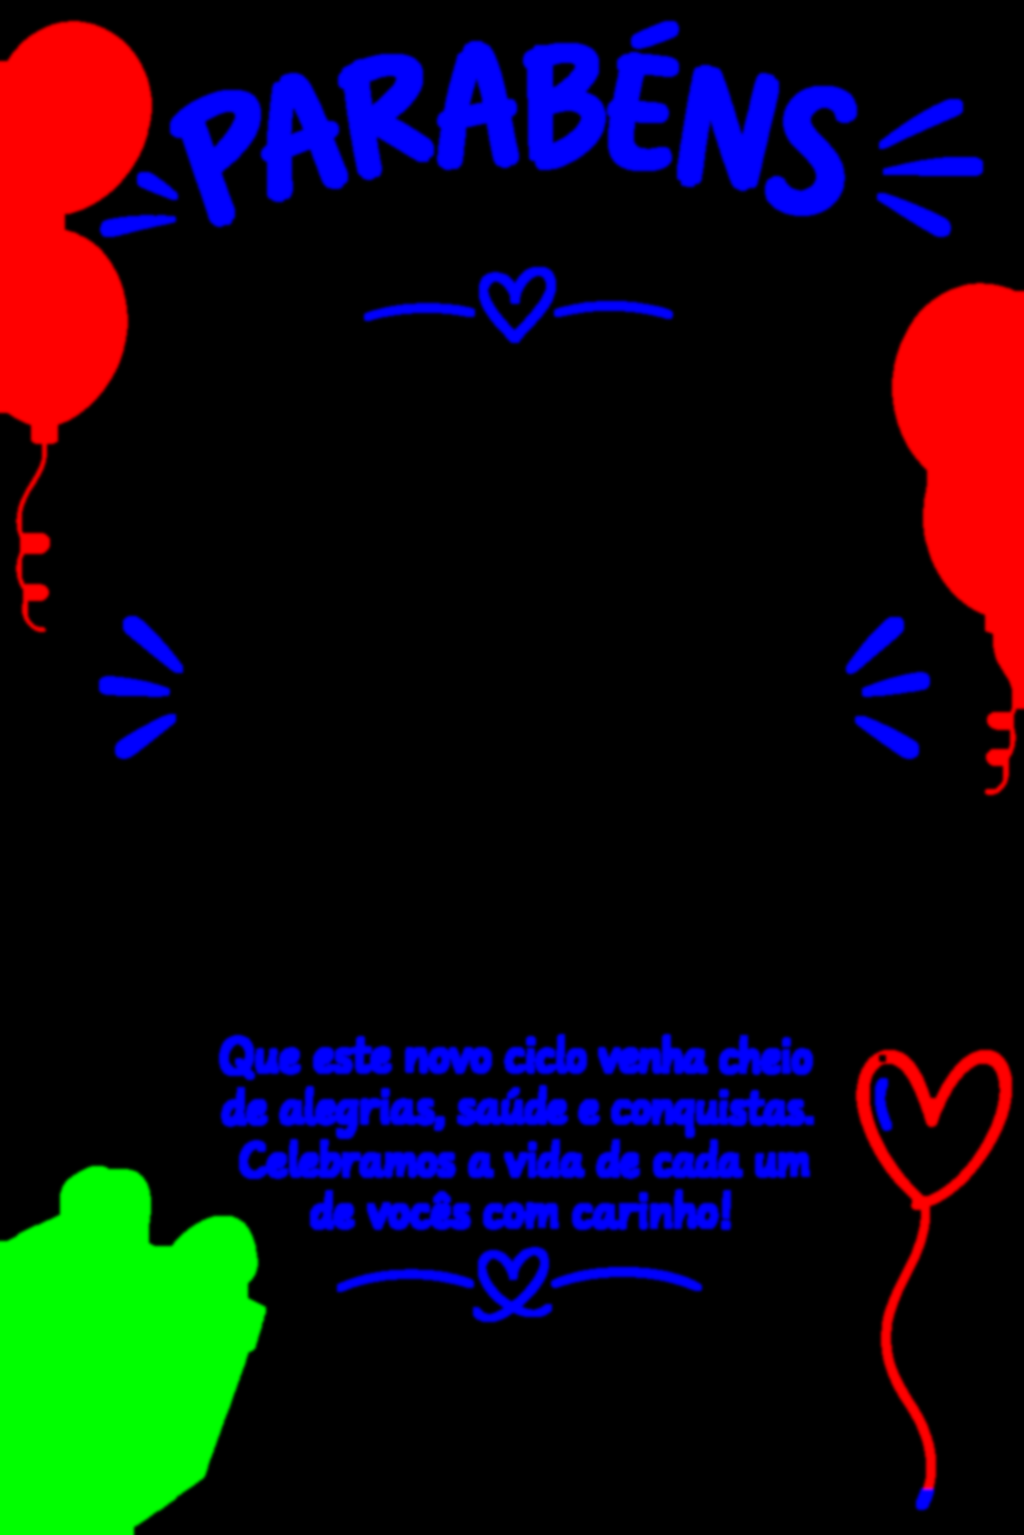 PARABÉNS
Que este novo ciclo venha cheio
de alegrias, saúde e conquistas.
Celebramos a vida de cada um
de vocês com carinho!